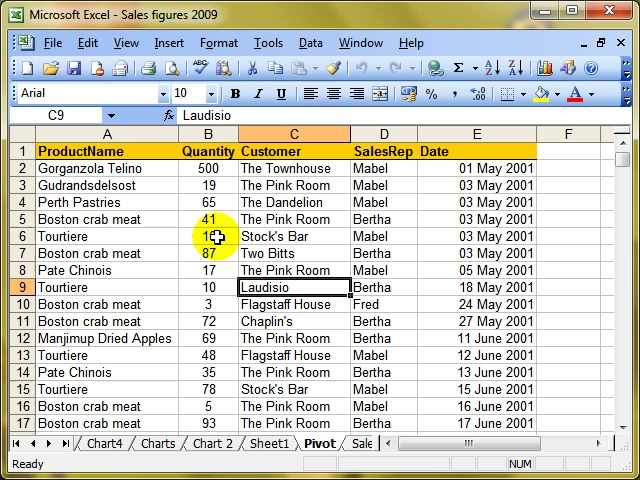 Microsoft Excel - Sales figures 2009
File Edit View Insert Format Tools Data Window Help
Arial 10 B I U % ,
C9 fx Laudisio
A B C D E F
1 ProductName Quantity Customer SalesRep Date
2 Gorganzola Telino 500 The Townhouse Mabel 01 May 2001
3 Gudrandsdelsost 19 The Pink Room Mabel 03 May 2001
4 Perth Pastries 65 The Dandelion Mabel 03 May 2001
5 Boston crab meat 41 The Pink Room Bertha 03 May 2001
6 Tourtiere Stock's Bar Mabel 03 May 2001
7 Boston crab meat 87 Two Bitts Bertha 03 May 2001
8 Pate Chinois 17 The Pink Room Mabel 05 May 2001
9 Tourtiere 10 Laudisio Bertha 18 May 2001
10 Boston crab meat 3 Flagstaff House Fred 24 May 2001
11 Boston crab meat 72 Chaplin's Bertha 27 May 2001
12 Manjimup Dried Apples 69 The Pink Room Bertha 11 June 2001
13 Tourtiere 48 Flagstaff House Mabel 12 June 2001
14 Pate Chinois 35 The Pink Room Bertha 13 June 2001
15 Tourtiere 78 Stock's Bar Mabel 15 June 2001
16 Boston crab meat 5 The Pink Room Mabel 16 June 2001
17 Boston crab meat 93 The Pink Room Bertha 17 June 2001
Chart4 Charts Chart 2 Sheet1 Pivot Sale
Ready NUM